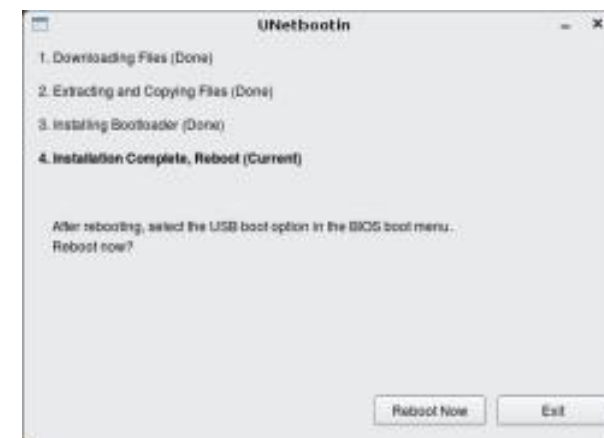 UNetbootin
1. Downloading Files (Done)
2. Extracting and Copying Files (Done)
3. Installing Bootloader (Done)
4. Installation Complete, Reboot (Current)
After rebooting, select the USB boot option in the BIOS boot menu.
Reboot now?
Reboot Now
Exit